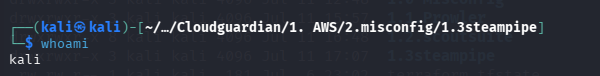 ┌──(kali㉿kali)-[~/…/Cloudguardian/1. AWS/2.misconfig/1.3steampipe]
└─$ whoami
kali